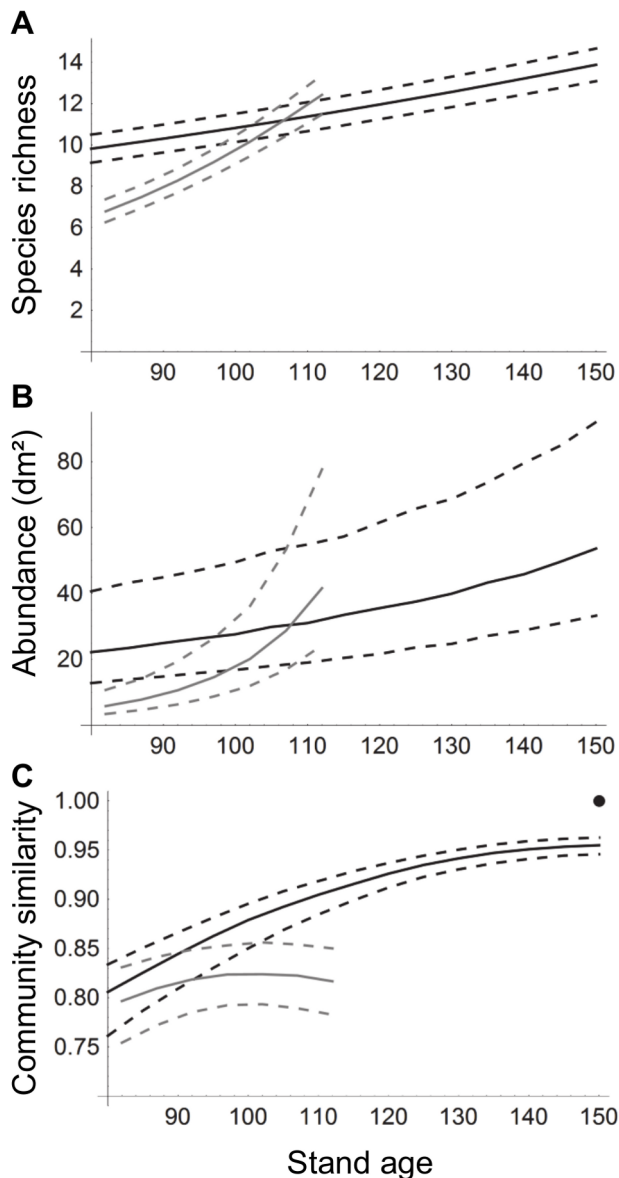 A
Species richness
14
12
10
8
6
4
2
90 100 110 120 130 140 150
B
Abundance (dm²)
80
60
40
20
90 100 110 120 130 140 150
C
Community similarity
1.00
0.95
0.90
0.85
0.80
0.75
90 100 110 120 130 140 150
Stand age